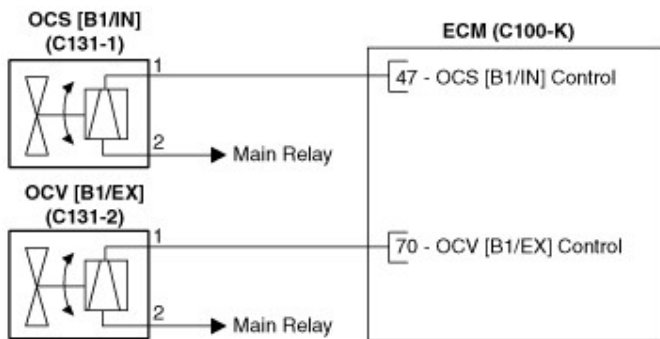 OCS [B1/IN]
(C131-1)
ECM (C100-K)
1
47 - OCS [B1/IN] Control
2
Main Relay
OCV [B1/EX]
(C131-2)
1
70 - OCV [B1/EX] Control
2
Main Relay